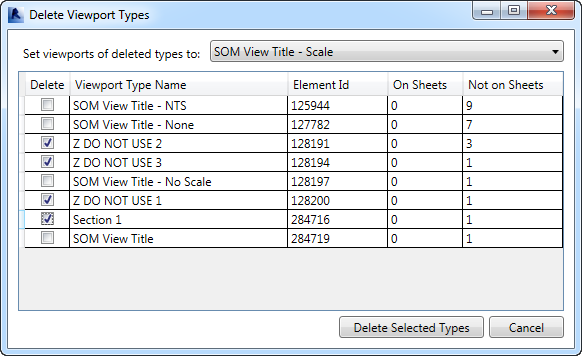 Delete Viewport Types
Set viewports of deleted types to: SOM View Title - Scale
Delete Viewport Type Name Element Id On Sheets Not on Sheets
SOM View Title - NTS 125944 0 9
SOM View Title - None 127782 0 7
Z DO NOT USE 2 128191 0 3
Z DO NOT USE 3 128194 0 1
SOM View Title - No Scale 128197 0 1
Z DO NOT USE 1 128200 0 1
Section 1 284716 0 1
SOM View Title 284719 0 1
Delete Selected Types Cancel